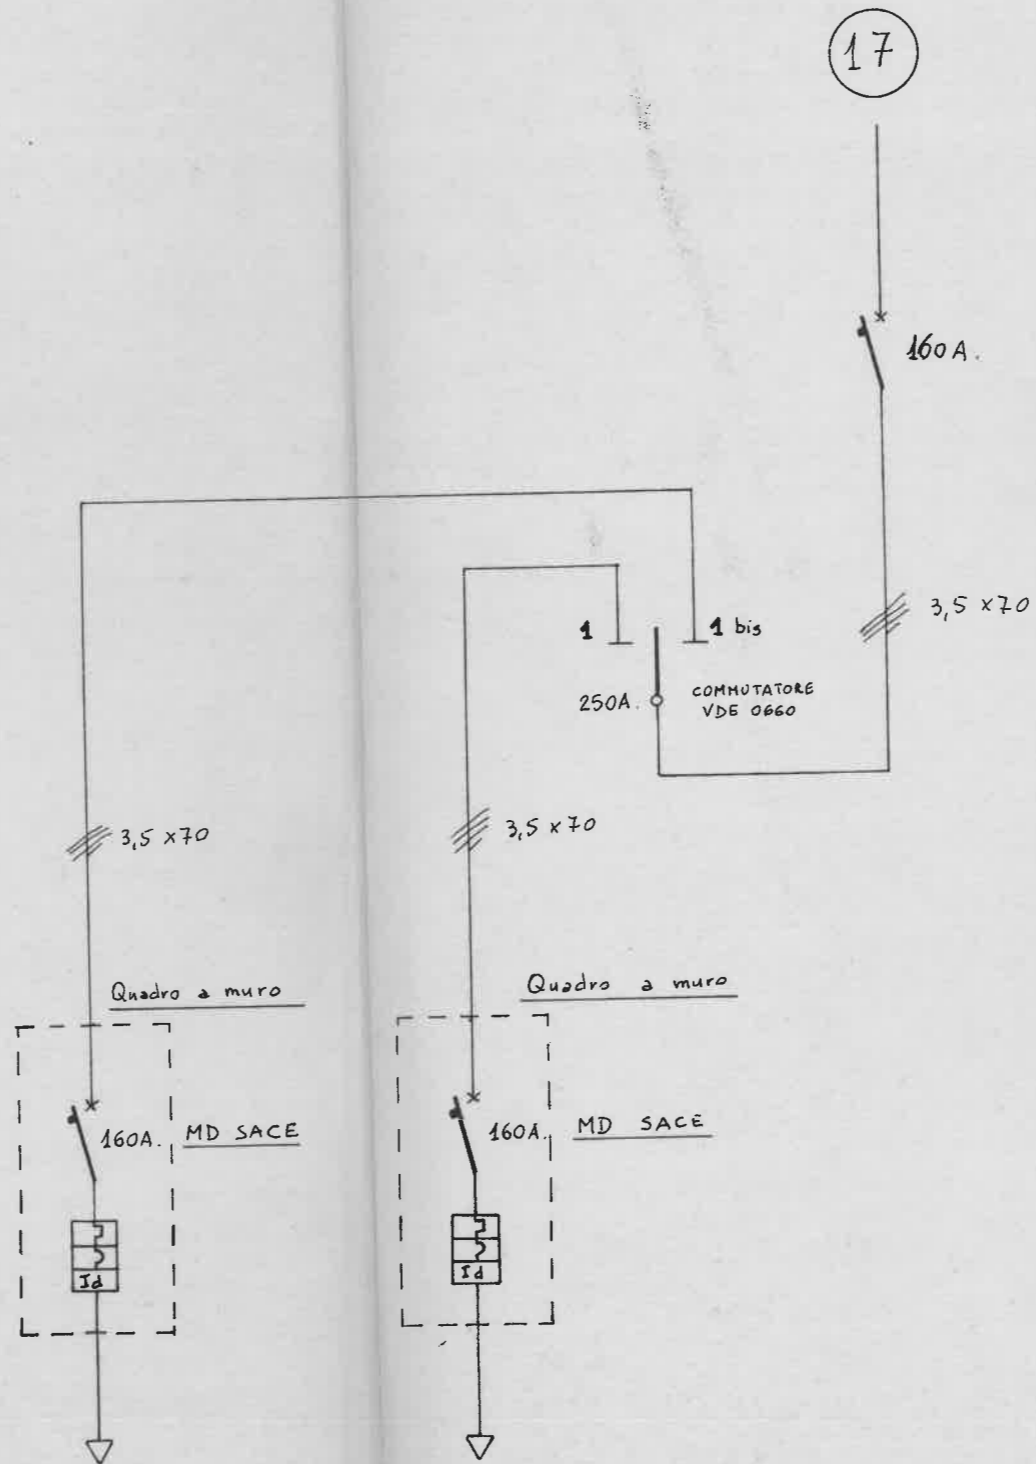 17
160A.
3,5 x70
1
1 bis
250A.
COMMUTATORE
VDE 0660
3,5 x70
3,5 x70
Quadro a muro
Quadro a muro
160A.
MD SACE
160A.
MD SACE
Id
Id